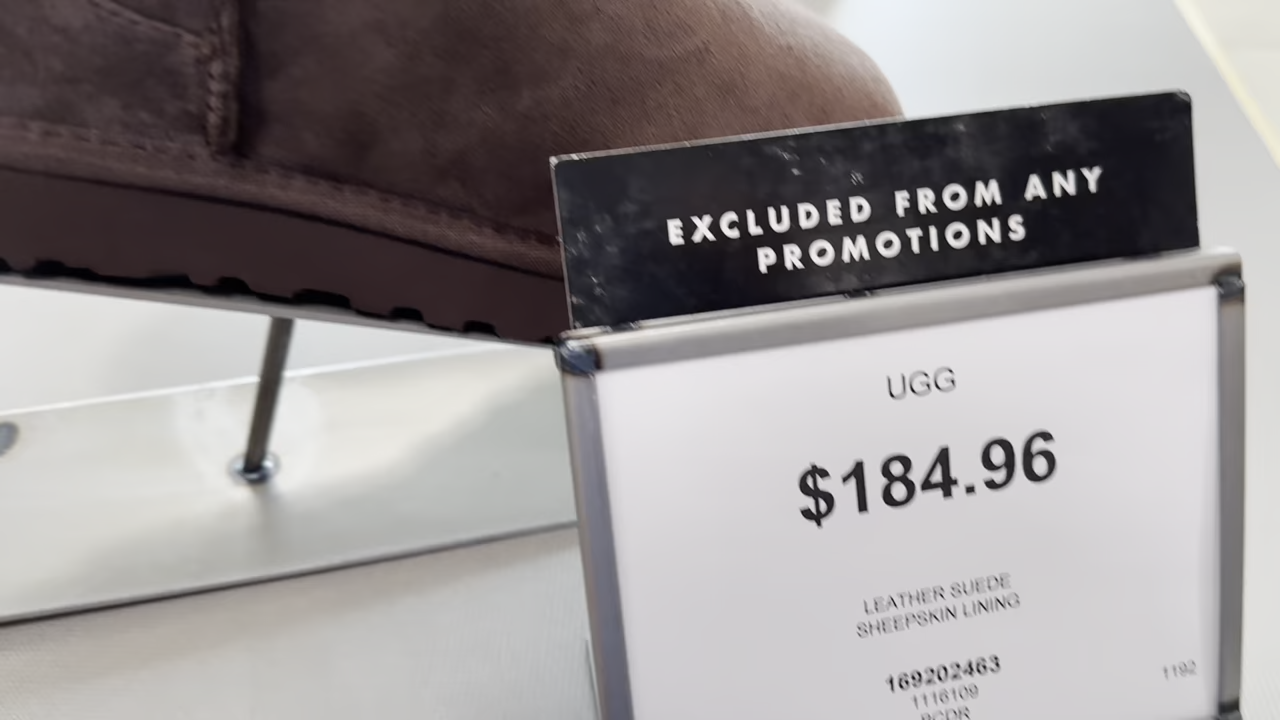 EXCLUDED FROM ANY
PROMOTIONS
UGG
$184.96
LEATHER SUEDE
SHEEPSKIN LINING
169202463
1116109
1192